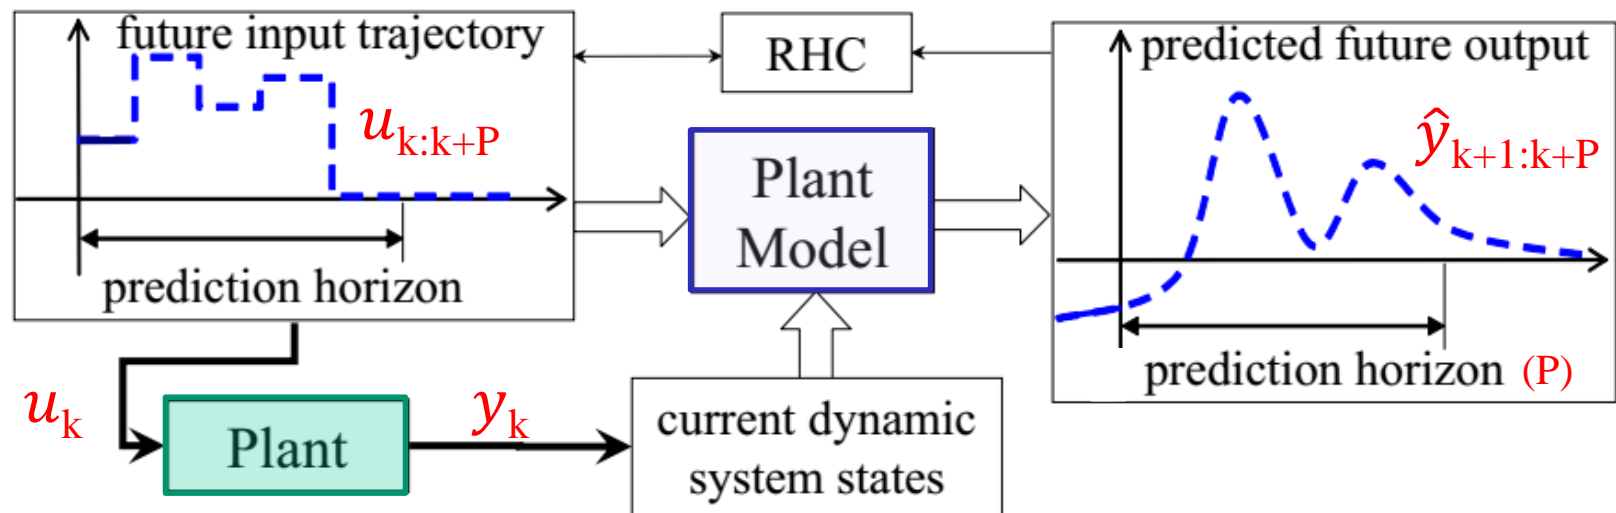 future input trajectory
u_{k:k+P}
prediction horizon
RHC
Plant
Model
predicted future output
ŷ_{k+1:k+P}
prediction horizon (P)
u_k
Plant
y_k
current dynamic
system states